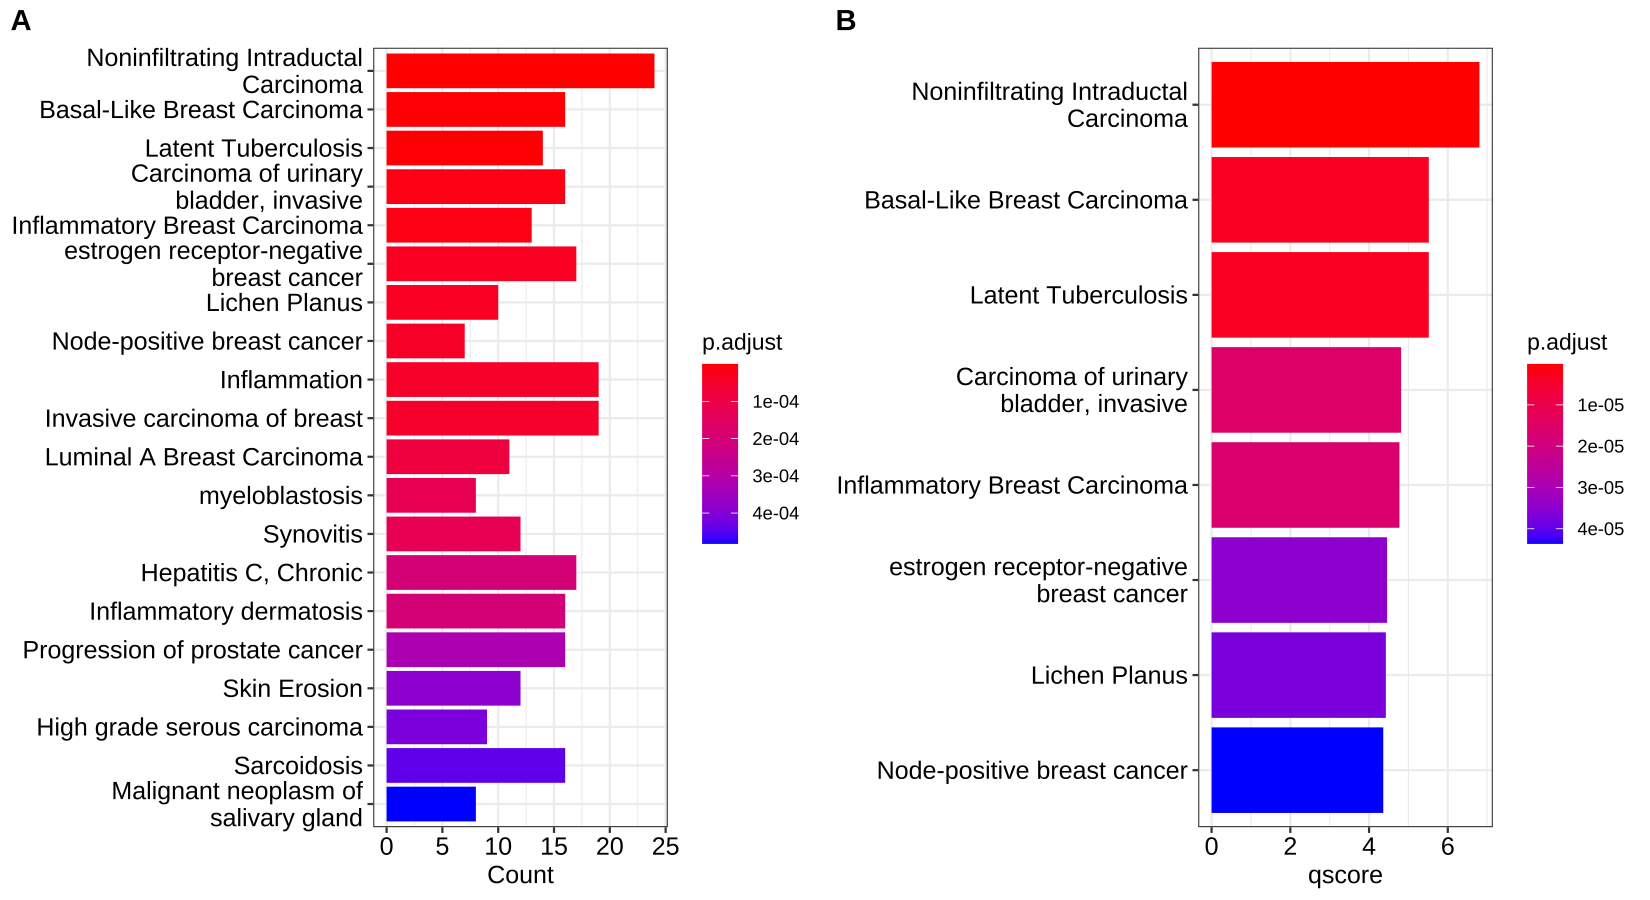 A
Noninfiltrating Intraductal
Carcinoma
Basal-Like Breast Carcinoma
Latent Tuberculosis
Carcinoma of urinary
bladder, invasive
Inflammatory Breast Carcinoma
estrogen receptor-negative
breast cancer
Lichen Planus
Node-positive breast cancer
Inflammation
Invasive carcinoma of breast
Luminal A Breast Carcinoma
myeloblastosis
Synovitis
Hepatitis C, Chronic
Inflammatory dermatosis
Progression of prostate cancer
Skin Erosion
High grade serous carcinoma
Sarcoidosis
Malignant neoplasm of
salivary gland
0 5 10 15 20 25
Count
p.adjust
1e-04
2e-04
3e-04
4e-04
B
Noninfiltrating Intraductal
Carcinoma
Basal-Like Breast Carcinoma
Latent Tuberculosis
Carcinoma of urinary
bladder, invasive
Inflammatory Breast Carcinoma
estrogen receptor-negative
breast cancer
Lichen Planus
Node-positive breast cancer
0 2 4 6
qscore
p.adjust
1e-05
2e-05
3e-05
4e-05